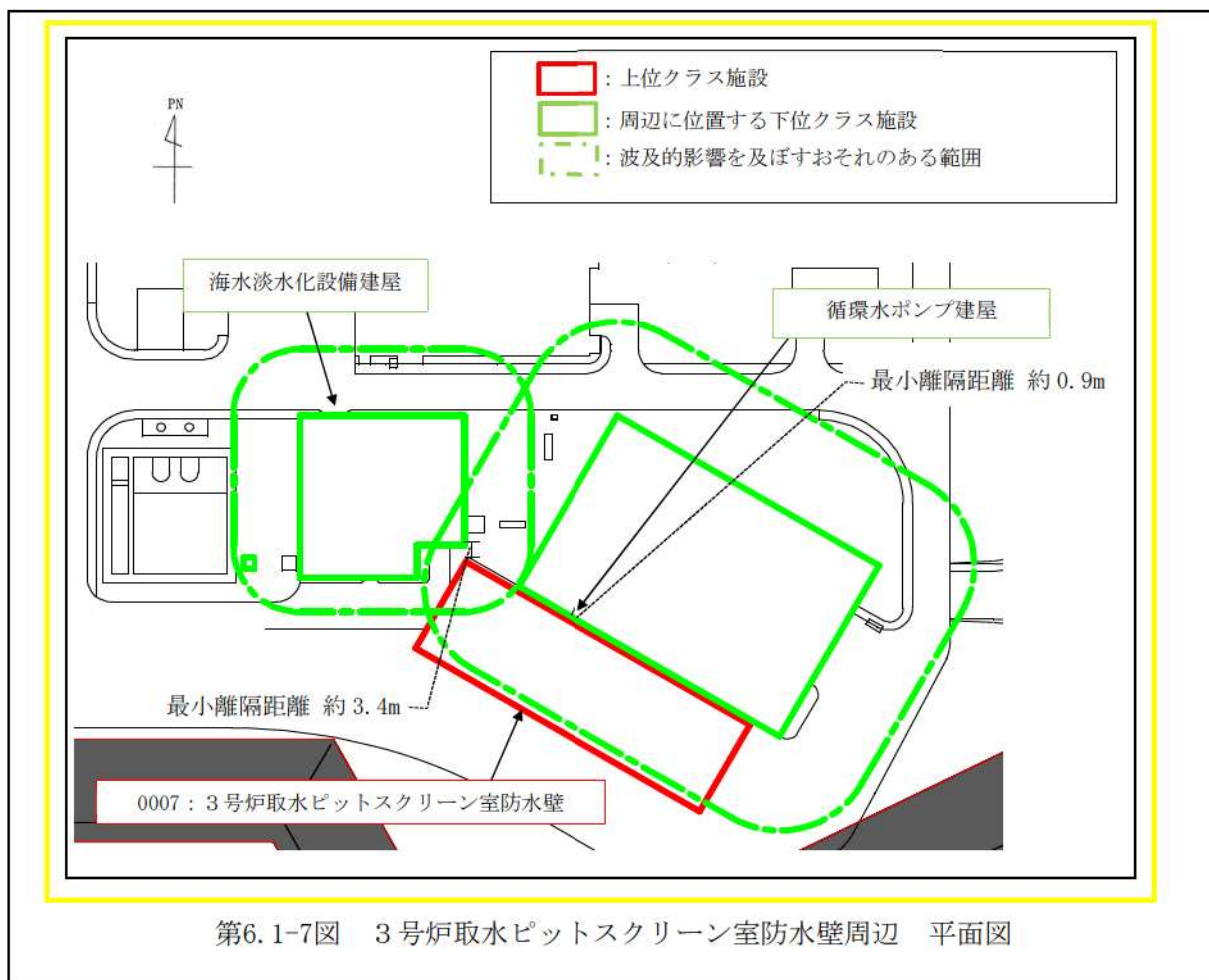 PN
：上位クラス施設
：周辺に位置する下位クラス施設
：波及的影響を及ぼすおそれのある範囲
海水淡水化設備建屋
循環水ポンプ建屋
最小離隔距離 約0.9m
最小離隔距離 約3.4m
0007：３号炉取水ピットスクリーン室防水壁
第6.1-7図　３号炉取水ピットスクリーン室防水壁周辺　平面図